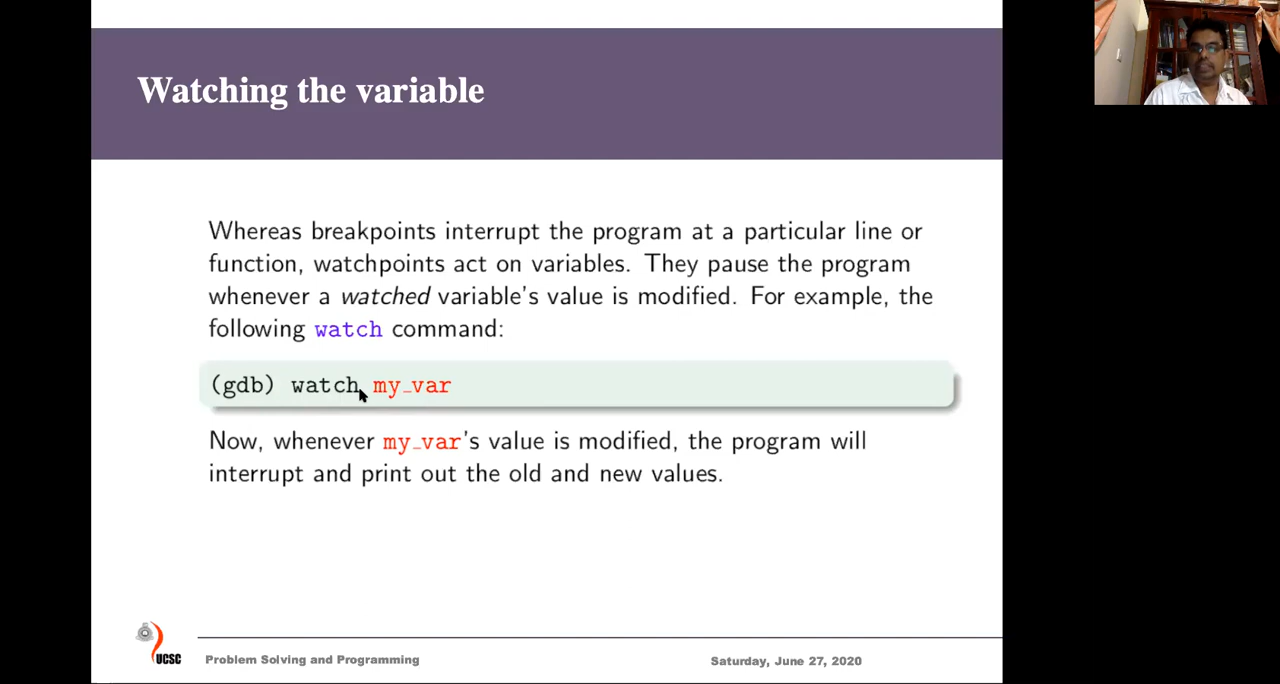 Watching the variable
Whereas breakpoints interrupt the program at a particular line or
function, watchpoints act on variables. They pause the program
whenever a watched variable's value is modified. For example, the
following watch command:
(gdb) watch my_var
Now, whenever my_var's value is modified, the program will
interrupt and print out the old and new values.
UCSC
Problem Solving and Programming
Saturday, June 27, 2020